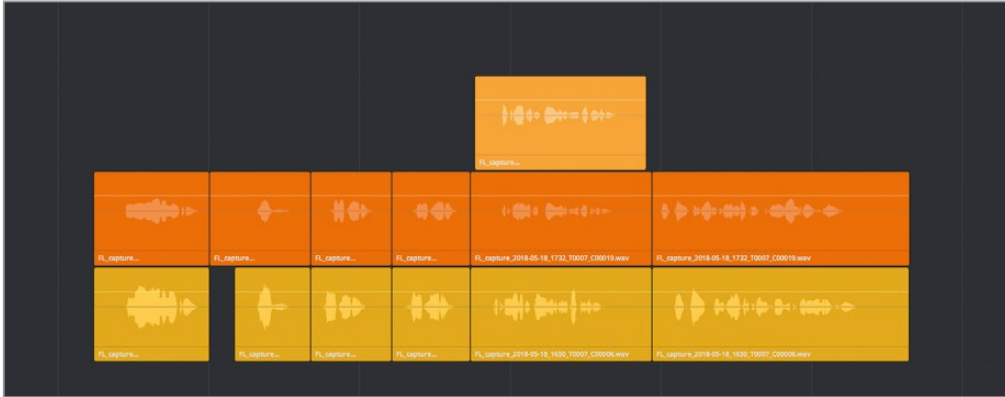 FL_capture...
FL_capture...
FL_capture...
FL_capture...
FL_capture...
FL_capture_2018-05-18_1732_T0007_C00019.wav
FL_capture_2018-05-18_1732_T0007_C00019.wav
FL_capture...
FL_capture...
FL_capture...
FL_capture...
FL_capture_2018-05-18_1650_T0007_C00006.wav
FL_capture_2018-05-18_1650_T0007_C00006.wav